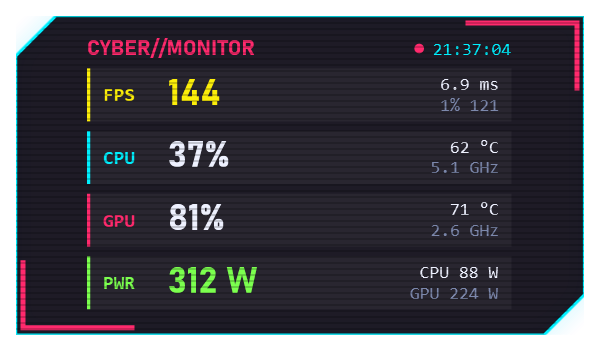 CYBER//MONITOR 21:37:04
FPS 144 6.9 ms
1% 121
CPU 37% 62 °C
5.1 GHz
GPU 81% 71 °C
2.6 GHz
PWR 312 W CPU 88 W
GPU 224 W